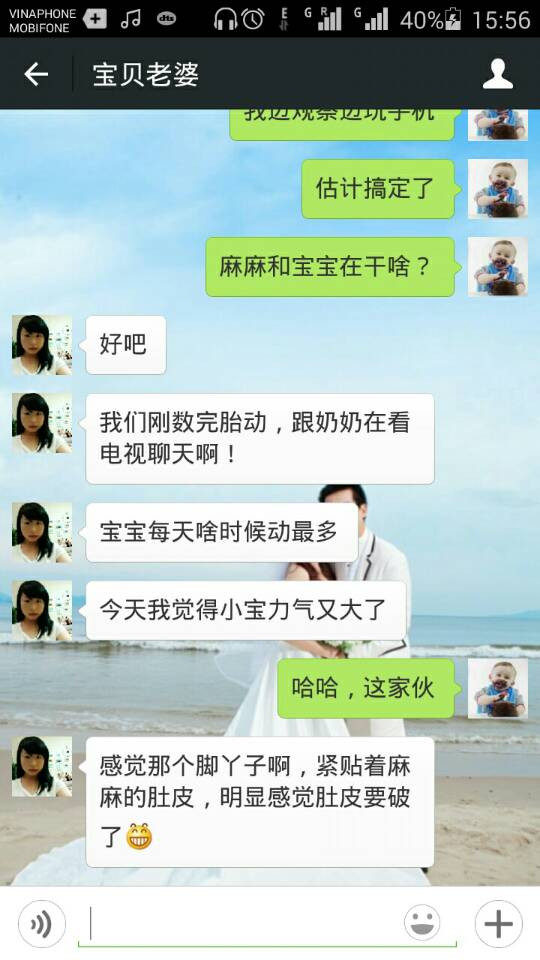 VINAPHONE
MOBIFONE
dts
E
G R
G
40%
15:56
宝贝老婆
我边观察边玩手机
估计搞定了
麻麻和宝宝在干啥？
好吧
我们刚数完胎动，跟奶奶在看
电视聊天啊！
宝宝每天啥时候动最多
今天我觉得小宝力气又大了
哈哈，这家伙
感觉那个脚丫子啊，紧贴着麻
麻的肚皮，明显感觉肚皮要破
了😁